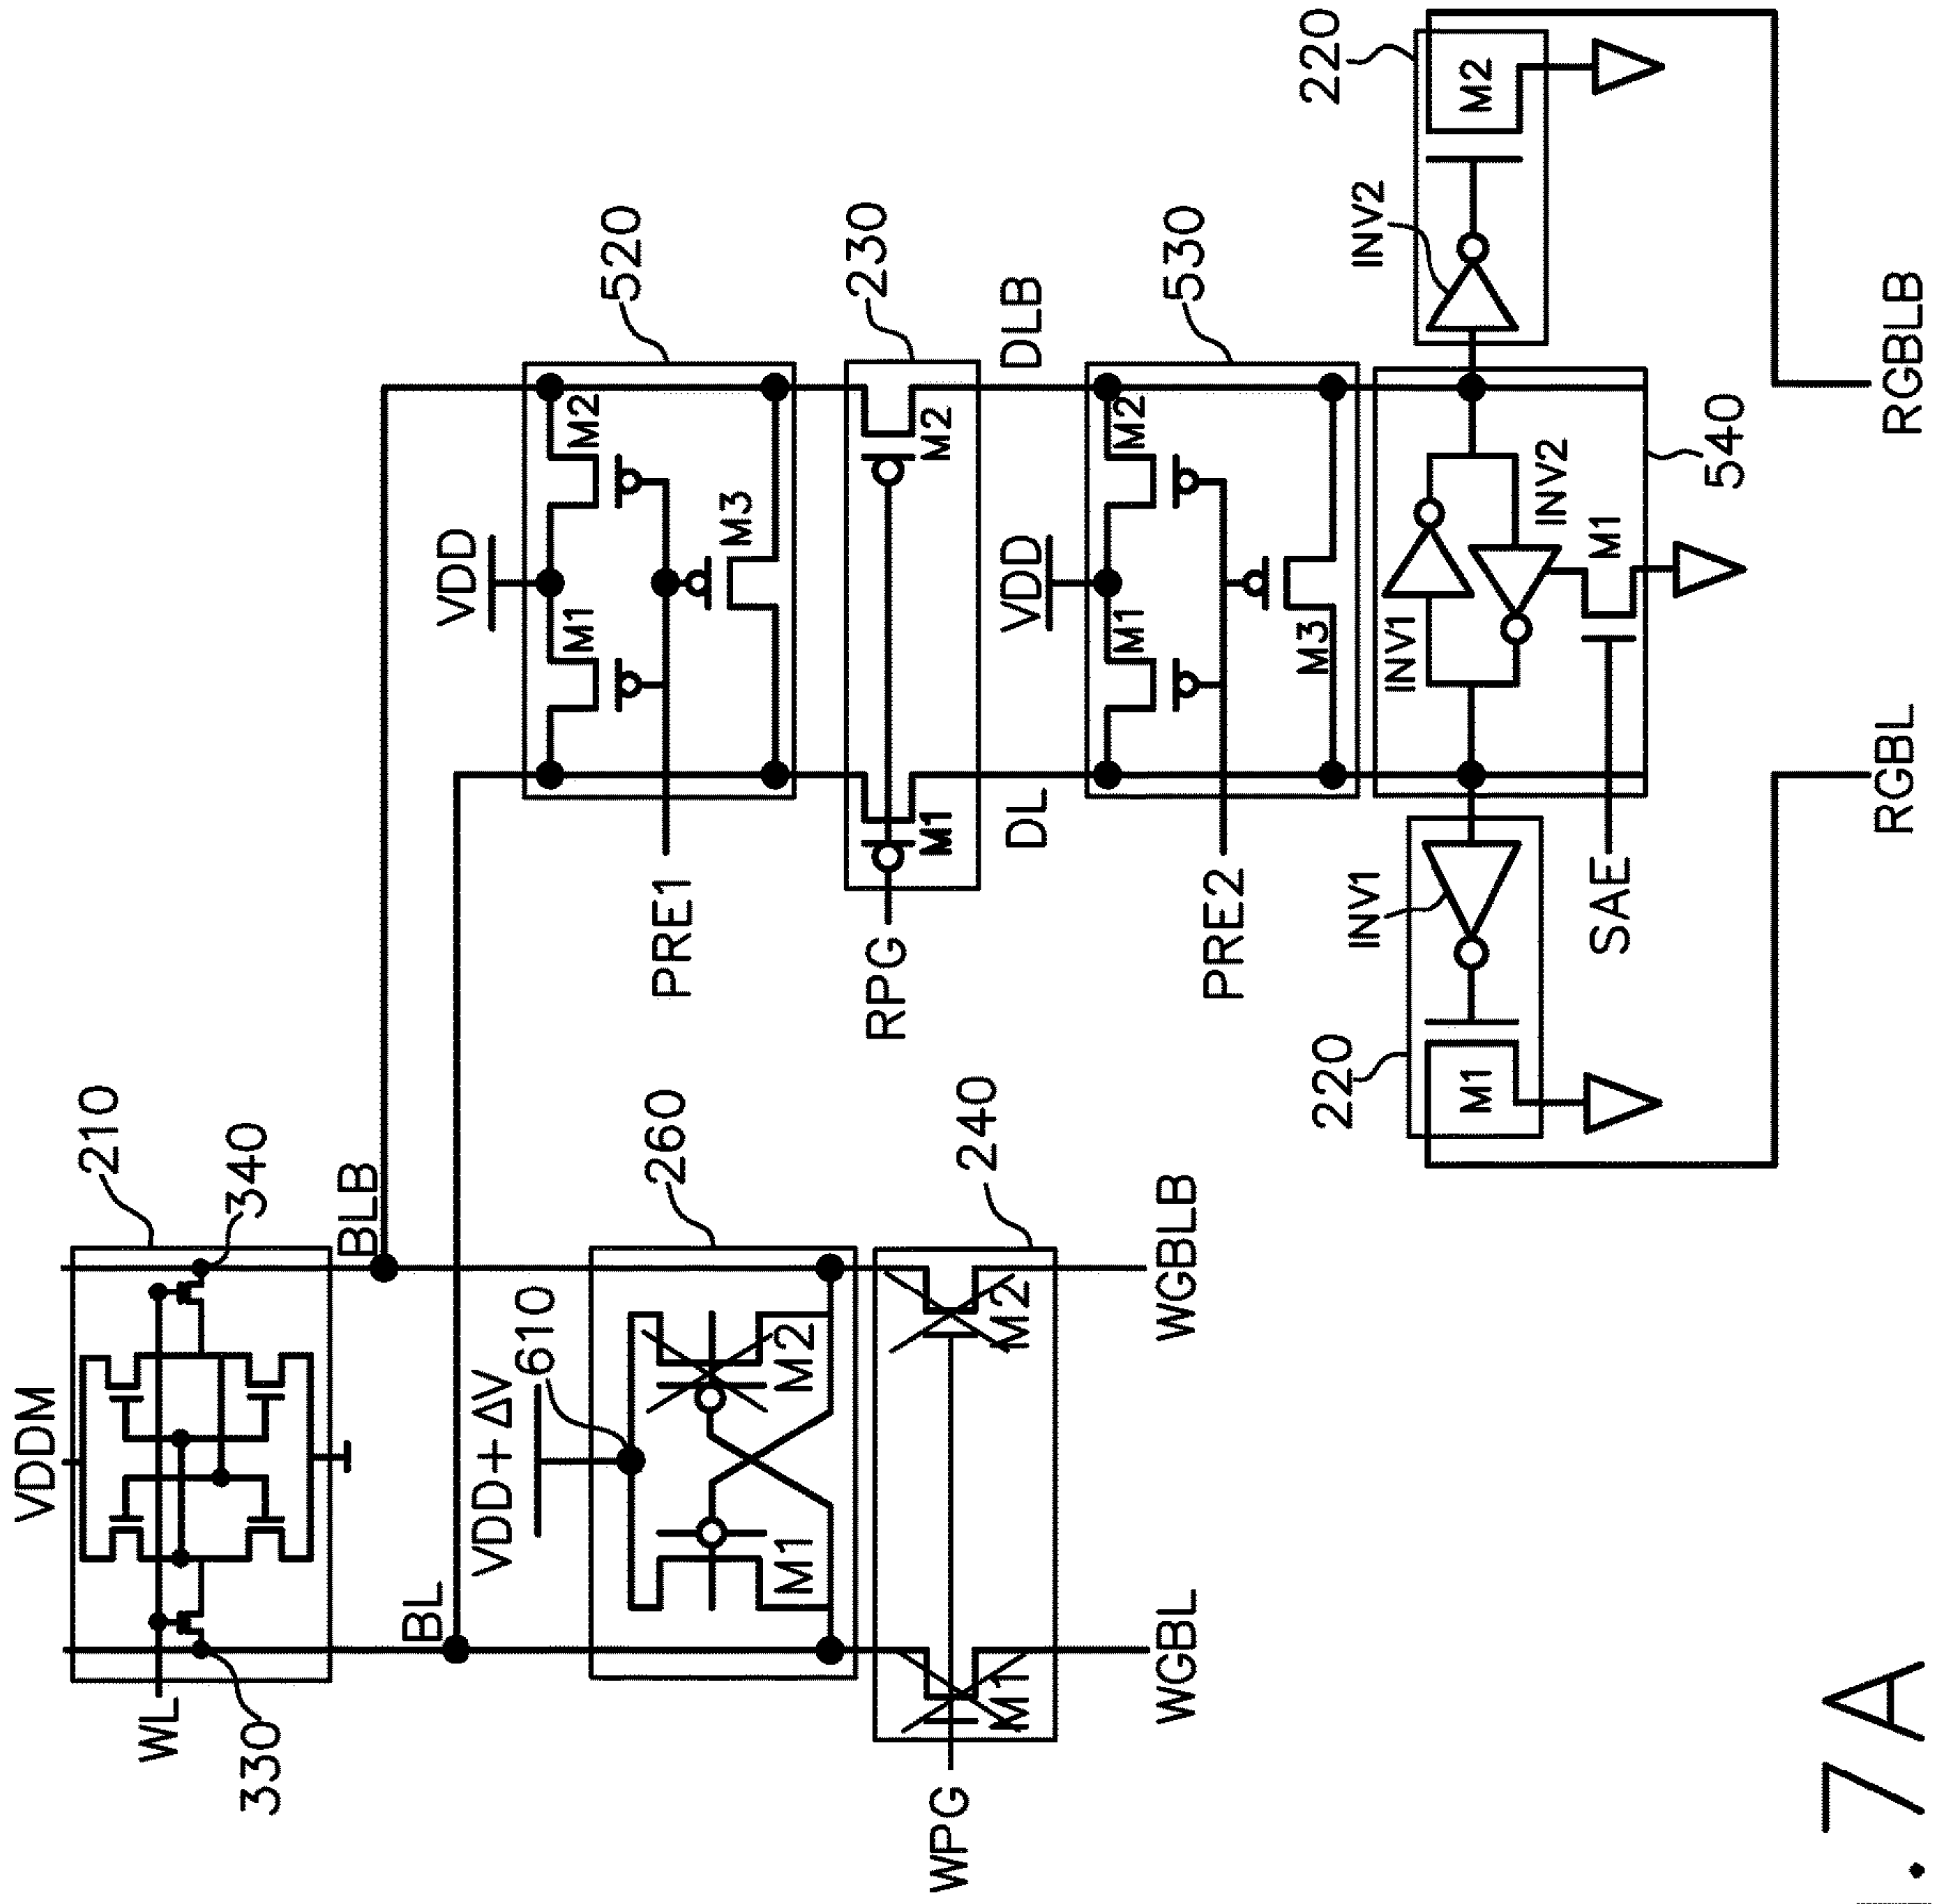 VDDM
210
WL
330
340
BL
BLB
VDD+ΔV
610
260
M1
M2
WPG
240
M1
M2
WGBL
WGBLB
VDD
520
M1
M2
M3
PRE1
230
M1
M2
RPG
DL
DLB
VDD
530
M1
M2
M3
PRE2
220
INV1
M1
INV1
INV2
M1
SAE
540
220
INV2
M2
RGBL
RGBLB
. 7A